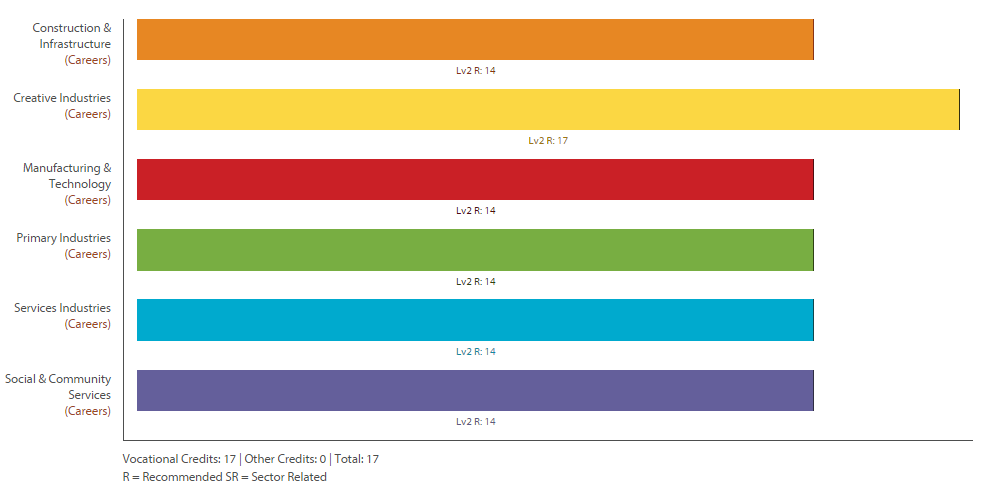 Construction &
Infrastructure
(Careers)
Lv2 R: 14
Creative Industries
(Careers)
Lv2 R: 17
Manufacturing &
Technology
(Careers)
Lv2 R: 14
Primary Industries
(Careers)
Lv2 R: 14
Services Industries
(Careers)
Lv2 R: 14
Social & Community
Services
(Careers)
Lv2 R: 14
Vocational Credits: 17 | Other Credits: 0 | Total: 17
R = Recommended SR = Sector Related